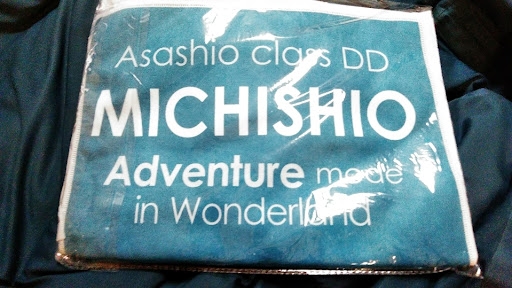 Asashio class DD
MICHISHIO
Adventure mode
in Wonderland